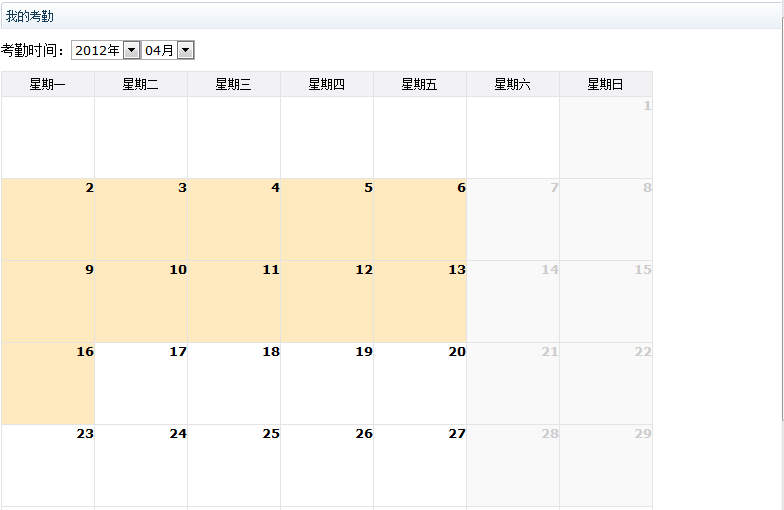 我的考勤
考勤时间：2012年 04月
星期一 星期二 星期三 星期四 星期五 星期六 星期日
1
2 3 4 5 6 7 8
9 10 11 12 13 14 15
16 17 18 19 20 21 22
23 24 25 26 27 28 29